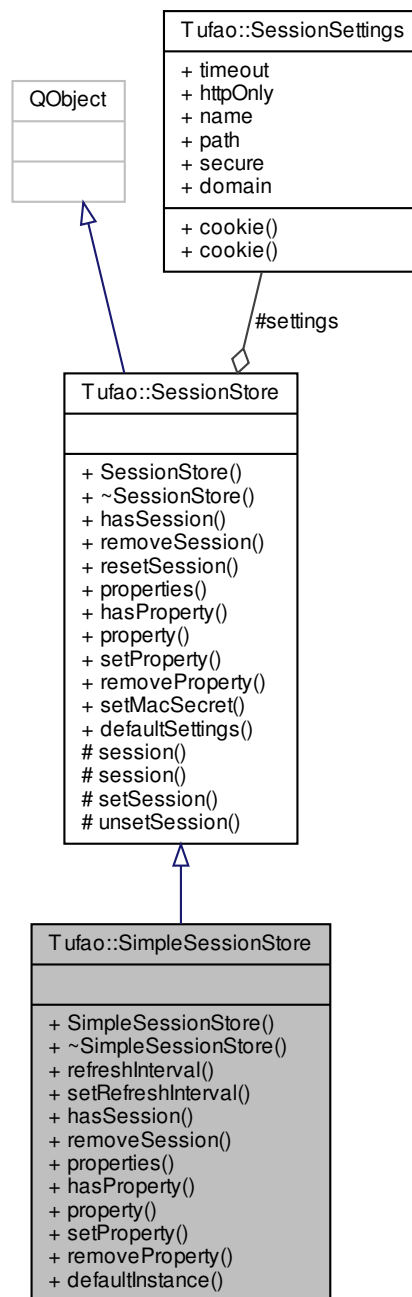 Tufao::SessionSettings
+ timeout
+ httpOnly
+ name
+ path
+ secure
+ domain
+ cookie()
+ cookie()
QObject
#settings
Tufao::SessionStore
+ SessionStore()
+ ~SessionStore()
+ hasSession()
+ removeSession()
+ resetSession()
+ properties()
+ hasProperty()
+ property()
+ setProperty()
+ removeProperty()
+ setMacSecret()
+ defaultSettings()
# session()
# session()
# setSession()
# unsetSession()
Tufao::SimpleSessionStore
+ SimpleSessionStore()
+ ~SimpleSessionStore()
+ refreshInterval()
+ setRefreshInterval()
+ hasSession()
+ removeSession()
+ properties()
+ hasProperty()
+ property()
+ setProperty()
+ removeProperty()
+ defaultInstance()